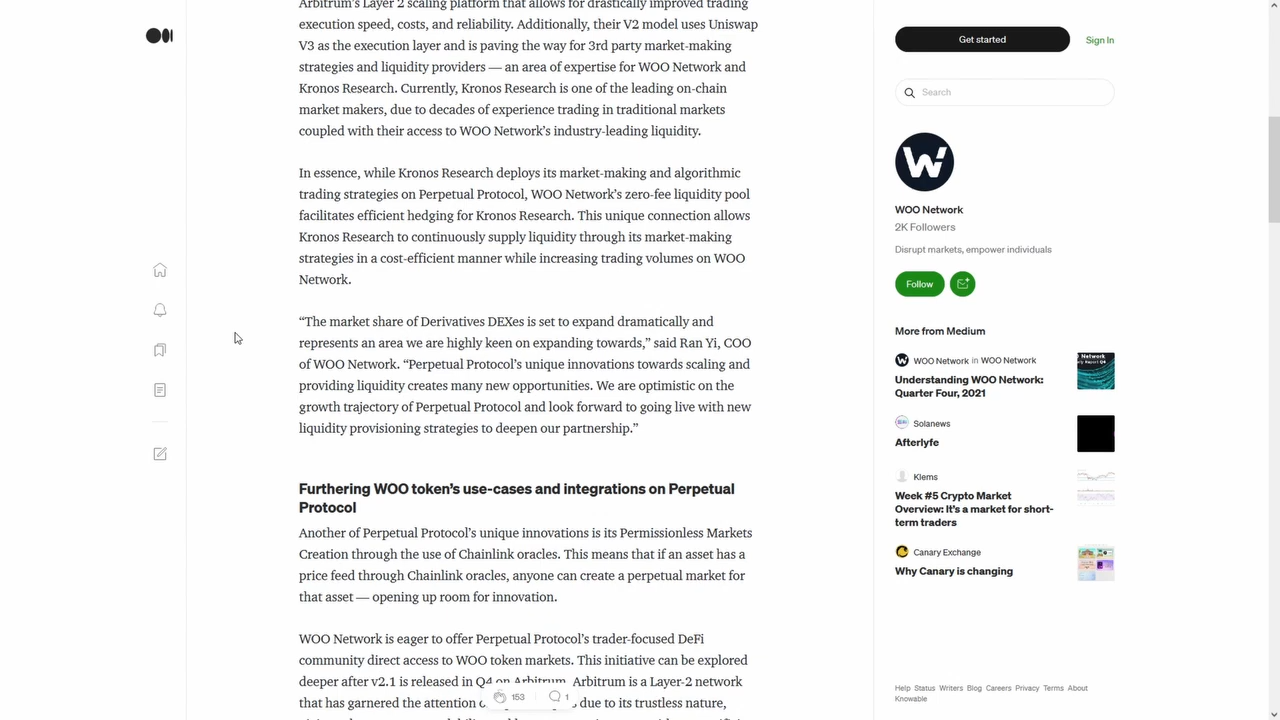 Arbitrum's Layer 2 scaling platform that allows for drastically improved trading
execution speed, costs, and reliability. Additionally, their V2 model uses Uniswap
V3 as the execution layer and is paving the way for 3rd party market-making
strategies and liquidity providers — an area of expertise for WOO Network and
Kronos Research. Currently, Kronos Research is one of the leading on-chain
market makers, due to decades of experience trading in traditional markets
coupled with their access to WOO Network's industry-leading liquidity.
In essence, while Kronos Research deploys its market-making and algorithmic
trading strategies on Perpetual Protocol, WOO Network's zero-fee liquidity pool
facilitates efficient hedging for Kronos Research. This unique connection allows
Kronos Research to continuously supply liquidity through its market-making
strategies in a cost-efficient manner while increasing trading volumes on WOO
Network.
“The market share of Derivatives DEXes is set to expand dramatically and
represents an area we are highly keen on expanding towards,” said Ran Yi, COO
of WOO Network. “Perpetual Protocol's unique innovations towards scaling and
providing liquidity creates many new opportunities. We are optimistic on the
growth trajectory of Perpetual Protocol and look forward to going live with new
liquidity provisioning strategies to deepen our partnership.”
Furthering WOO token's use-cases and integrations on Perpetual
Protocol
Another of Perpetual Protocol's unique innovations is its Permissionless Markets
Creation through the use of Chainlink oracles. This means that if an asset has a
price feed through Chainlink oracles, anyone can create a perpetual market for
that asset — opening up room for innovation.
WOO Network is eager to offer Perpetual Protocol's trader-focused DeFi
community direct access to WOO token markets. This initiative can be explored
deeper after v2.1 is released in Q4 on Arbitrum. Arbitrum is a Layer-2 network
that has garnered the attention o due to its trustless nature,
153
1
Get started
Sign In
Search
WOO Network
2K Followers
Disrupt markets, empower individuals
Follow
More from Medium
WOO Network in WOO Network
Understanding WOO Network:
Quarter Four, 2021
Solanews
Afterlyfe
Klems
Week #5 Crypto Market
Overview: It's a market for short-
term traders
Canary Exchange
Why Canary is changing
Help Status Writers Blog Careers Privacy Terms About
Knowable